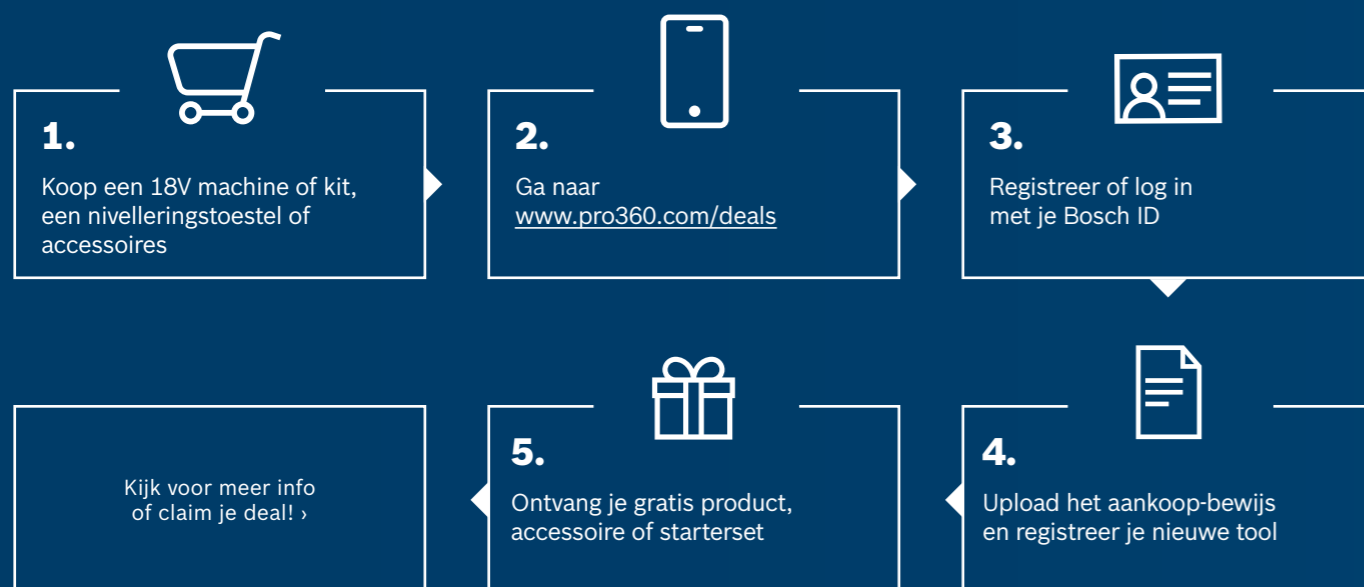 1.
Koop een 18V machine of kit,
een nivelleringstoestel of
accessoires
2.
Ga naar
www.pro360.com/deals
3.
Registreer of log in
met je Bosch ID
4.
Upload het aankoop-bewijs
en registreer je nieuwe tool
5.
Ontvang je gratis product,
accessoire of starterset
Kijk voor meer info
of claim je deal! ›